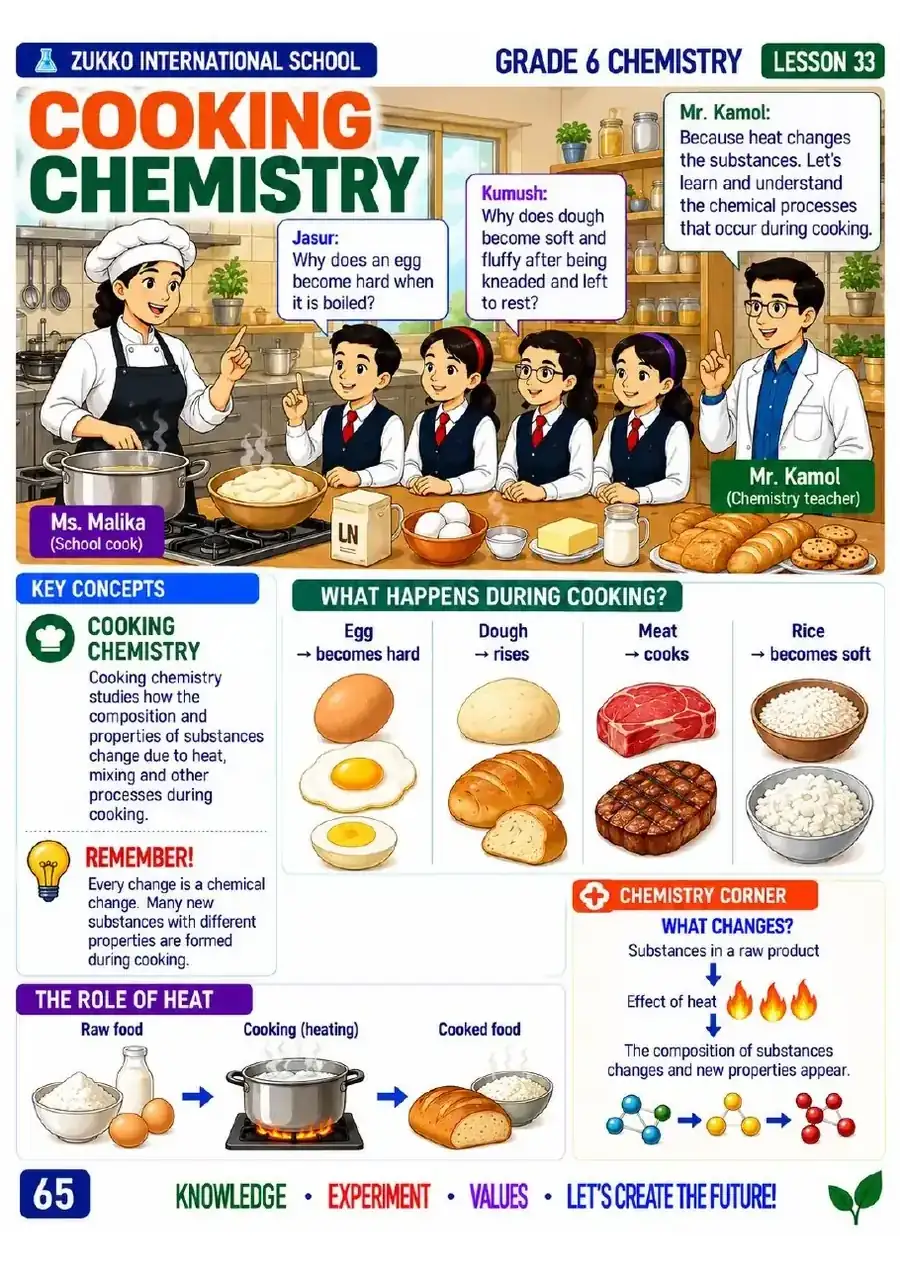 ZUKKO INTERNATIONAL SCHOOL
GRADE 6 CHEMISTRY
LESSON 33
COOKING
CHEMISTRY
Jasur:
Why does an egg
become hard when
it is boiled?
Kumush:
Why does dough
become soft and
fluffy after being
kneaded and left
to rest?
Mr. Kamol:
Because heat changes
the substances. Let's
learn and understand
the chemical processes
that occur during cooking.
Ms. Malika
(School cook)
LN
Mr. Kamol
(Chemistry teacher)
KEY CONCEPTS
COOKING
CHEMISTRY
Cooking chemistry
studies how the
composition and
properties of substances
change due to heat,
mixing and other
processes during
cooking.
REMEMBER!
Every change is a chemical
change. Many new
substances with different
properties are formed
during cooking.
WHAT HAPPENS DURING COOKING?
Egg
→ becomes hard
Dough
→ rises
Meat
→ cooks
Rice
→ becomes soft
THE ROLE OF HEAT
Raw food
Cooking (heating)
Cooked food
CHEMISTRY CORNER
WHAT CHANGES?
Substances in a raw product
Effect of heat
The composition of substances
changes and new properties appear.
65
KNOWLEDGE • EXPERIMENT • VALUES • LET'S CREATE THE FUTURE!